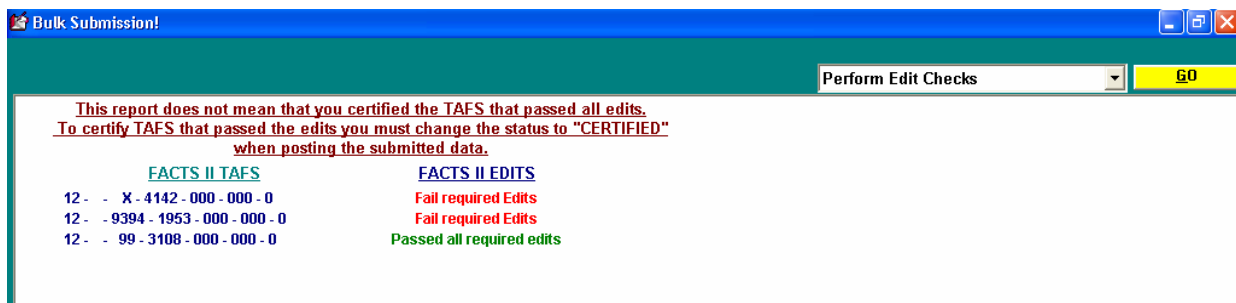 Bulk Submission!
Perform Edit Checks GO
This report does not mean that you certified the TAFS that passed all edits.
To certify TAFS that passed the edits you must change the status to "CERTIFIED"
when posting the submitted data.
FACTS II TAFS FACTS II EDITS
12 - - X - 4142 - 000 - 000 - 0 Fail required Edits
12 - - 9394 - 1953 - 000 - 000 - 0 Fail required Edits
12 - - 99 - 3108 - 000 - 000 - 0 Passed all required edits